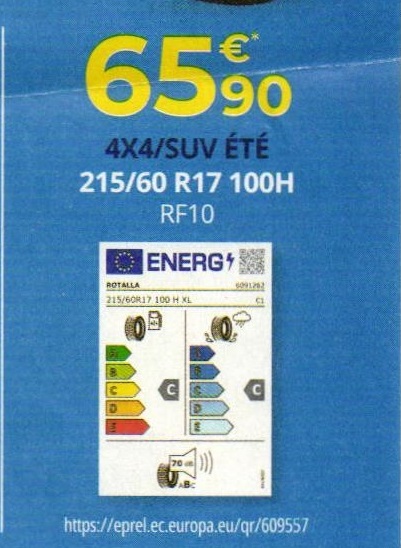 65€*90
4X4/SUV ÉTÉ
215/60 R17 100H
RF10
ENERG
ROTALLA 6091262
215/60R17 100 H XL C1
A A
B B
C C C C
D D
E E
70 dB
ABC
https://eprel.ec.europa.eu/qr/609557